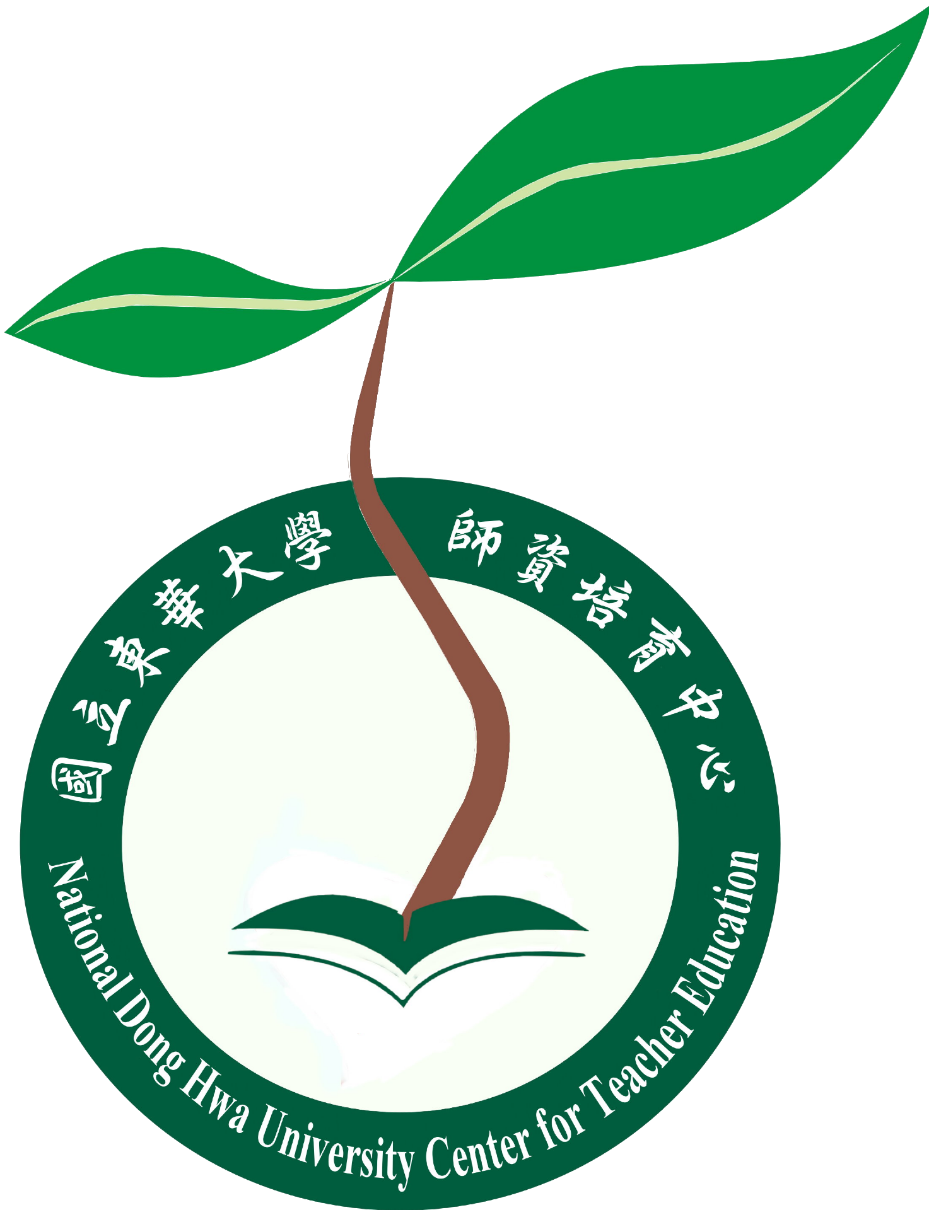 國立東華大學 師資培育中心
National Dong Hwa University Center for Teacher Education